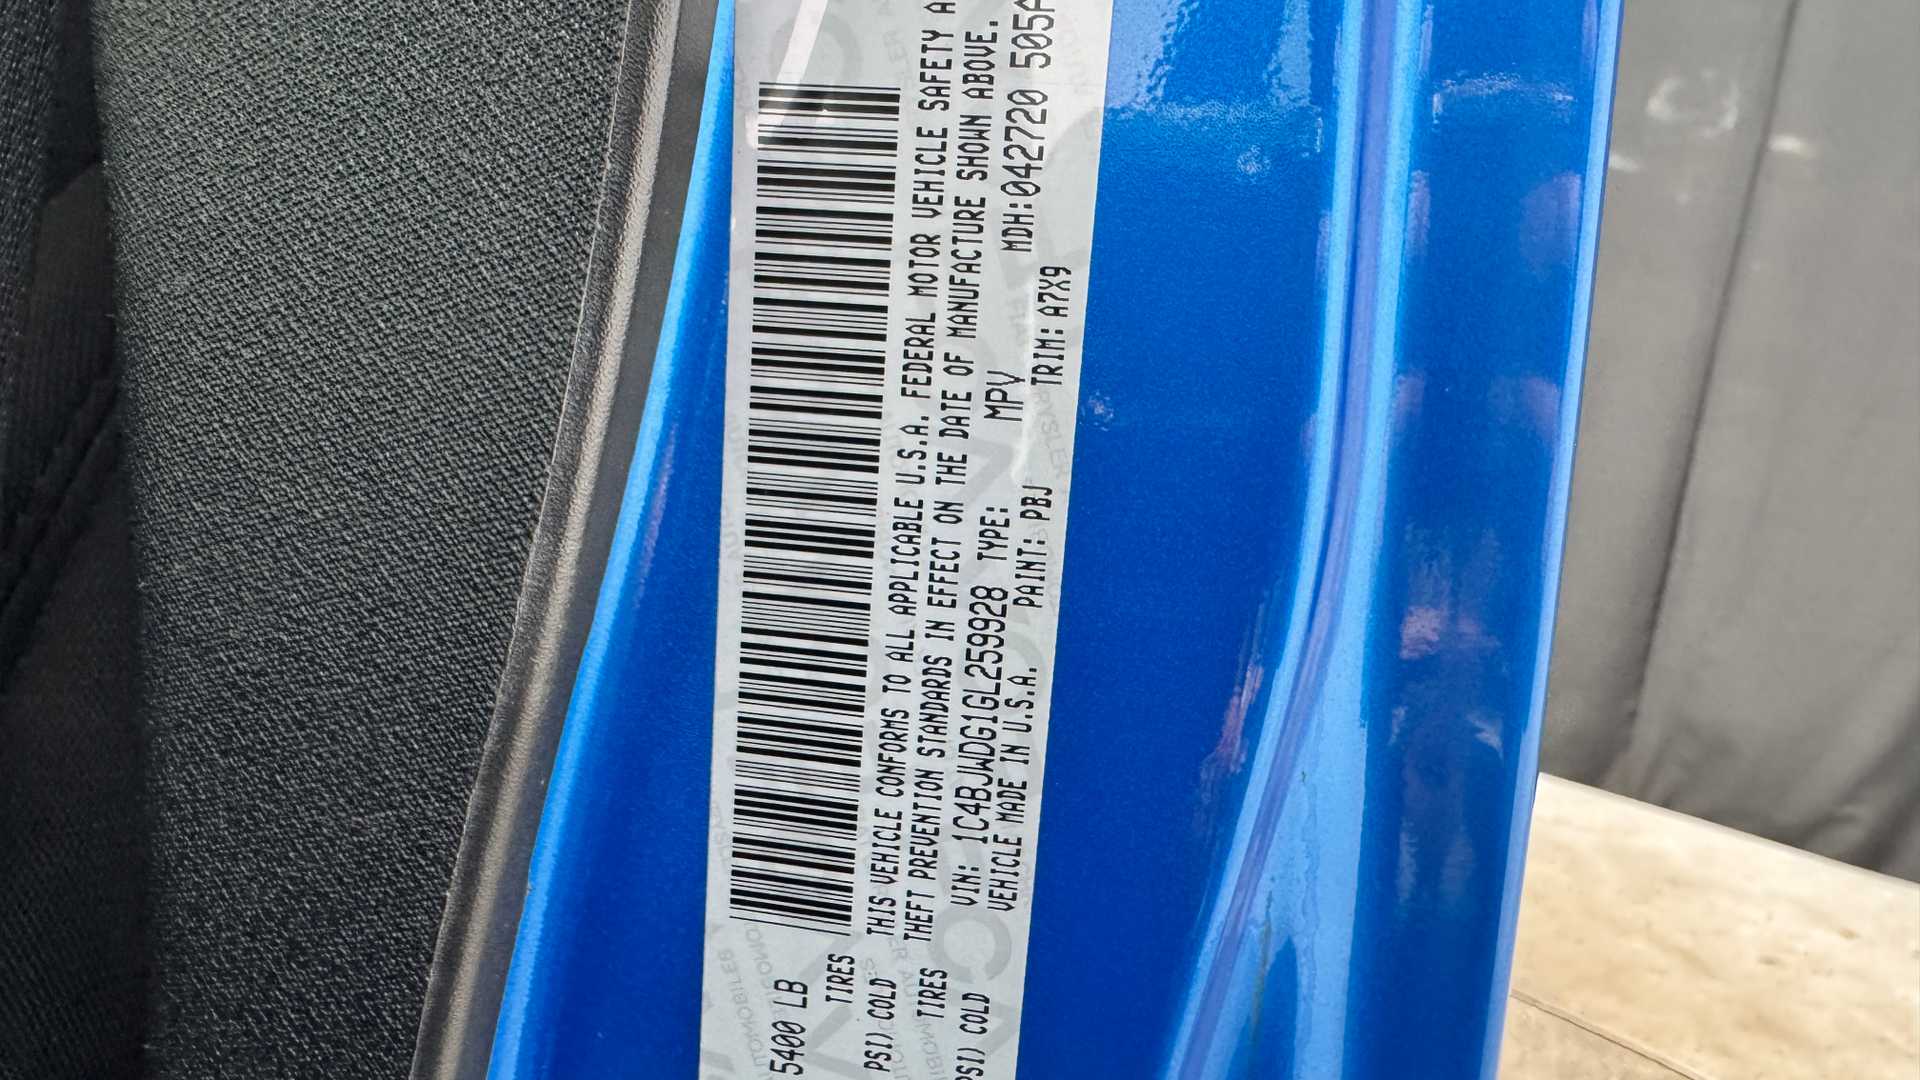 5400 LB
TIRES
PSI) COLD
THIS VEHICLE CONFORMS TO ALL APPLICABLE U.S.A. FEDERAL MOTOR VEHICLE SAFETY A
THEFT PREVENTION STANDARDS IN EFFECT ON THE DATE OF MANUFACTURE SHOWN ABOVE.
TIRES
PSI) COLD
VIN: 1C4BJWDG1GL259928 TYPE: MPV MDH:042720 505A
VEHICLE MADE IN U.S.A. PAINT: PBJ TRIM: A7X9